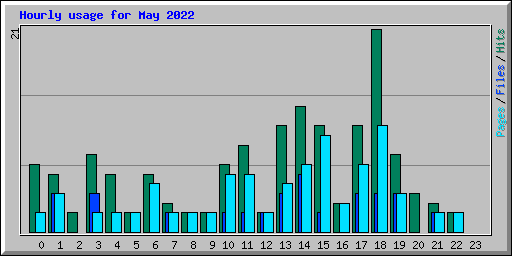 Hourly usage for May 2022
21
Pages / Files / Hits
0 1 2 3 4 5 6 7 8 9 10 11 12 13 14 15 16 17 18 19 20 21 22 23